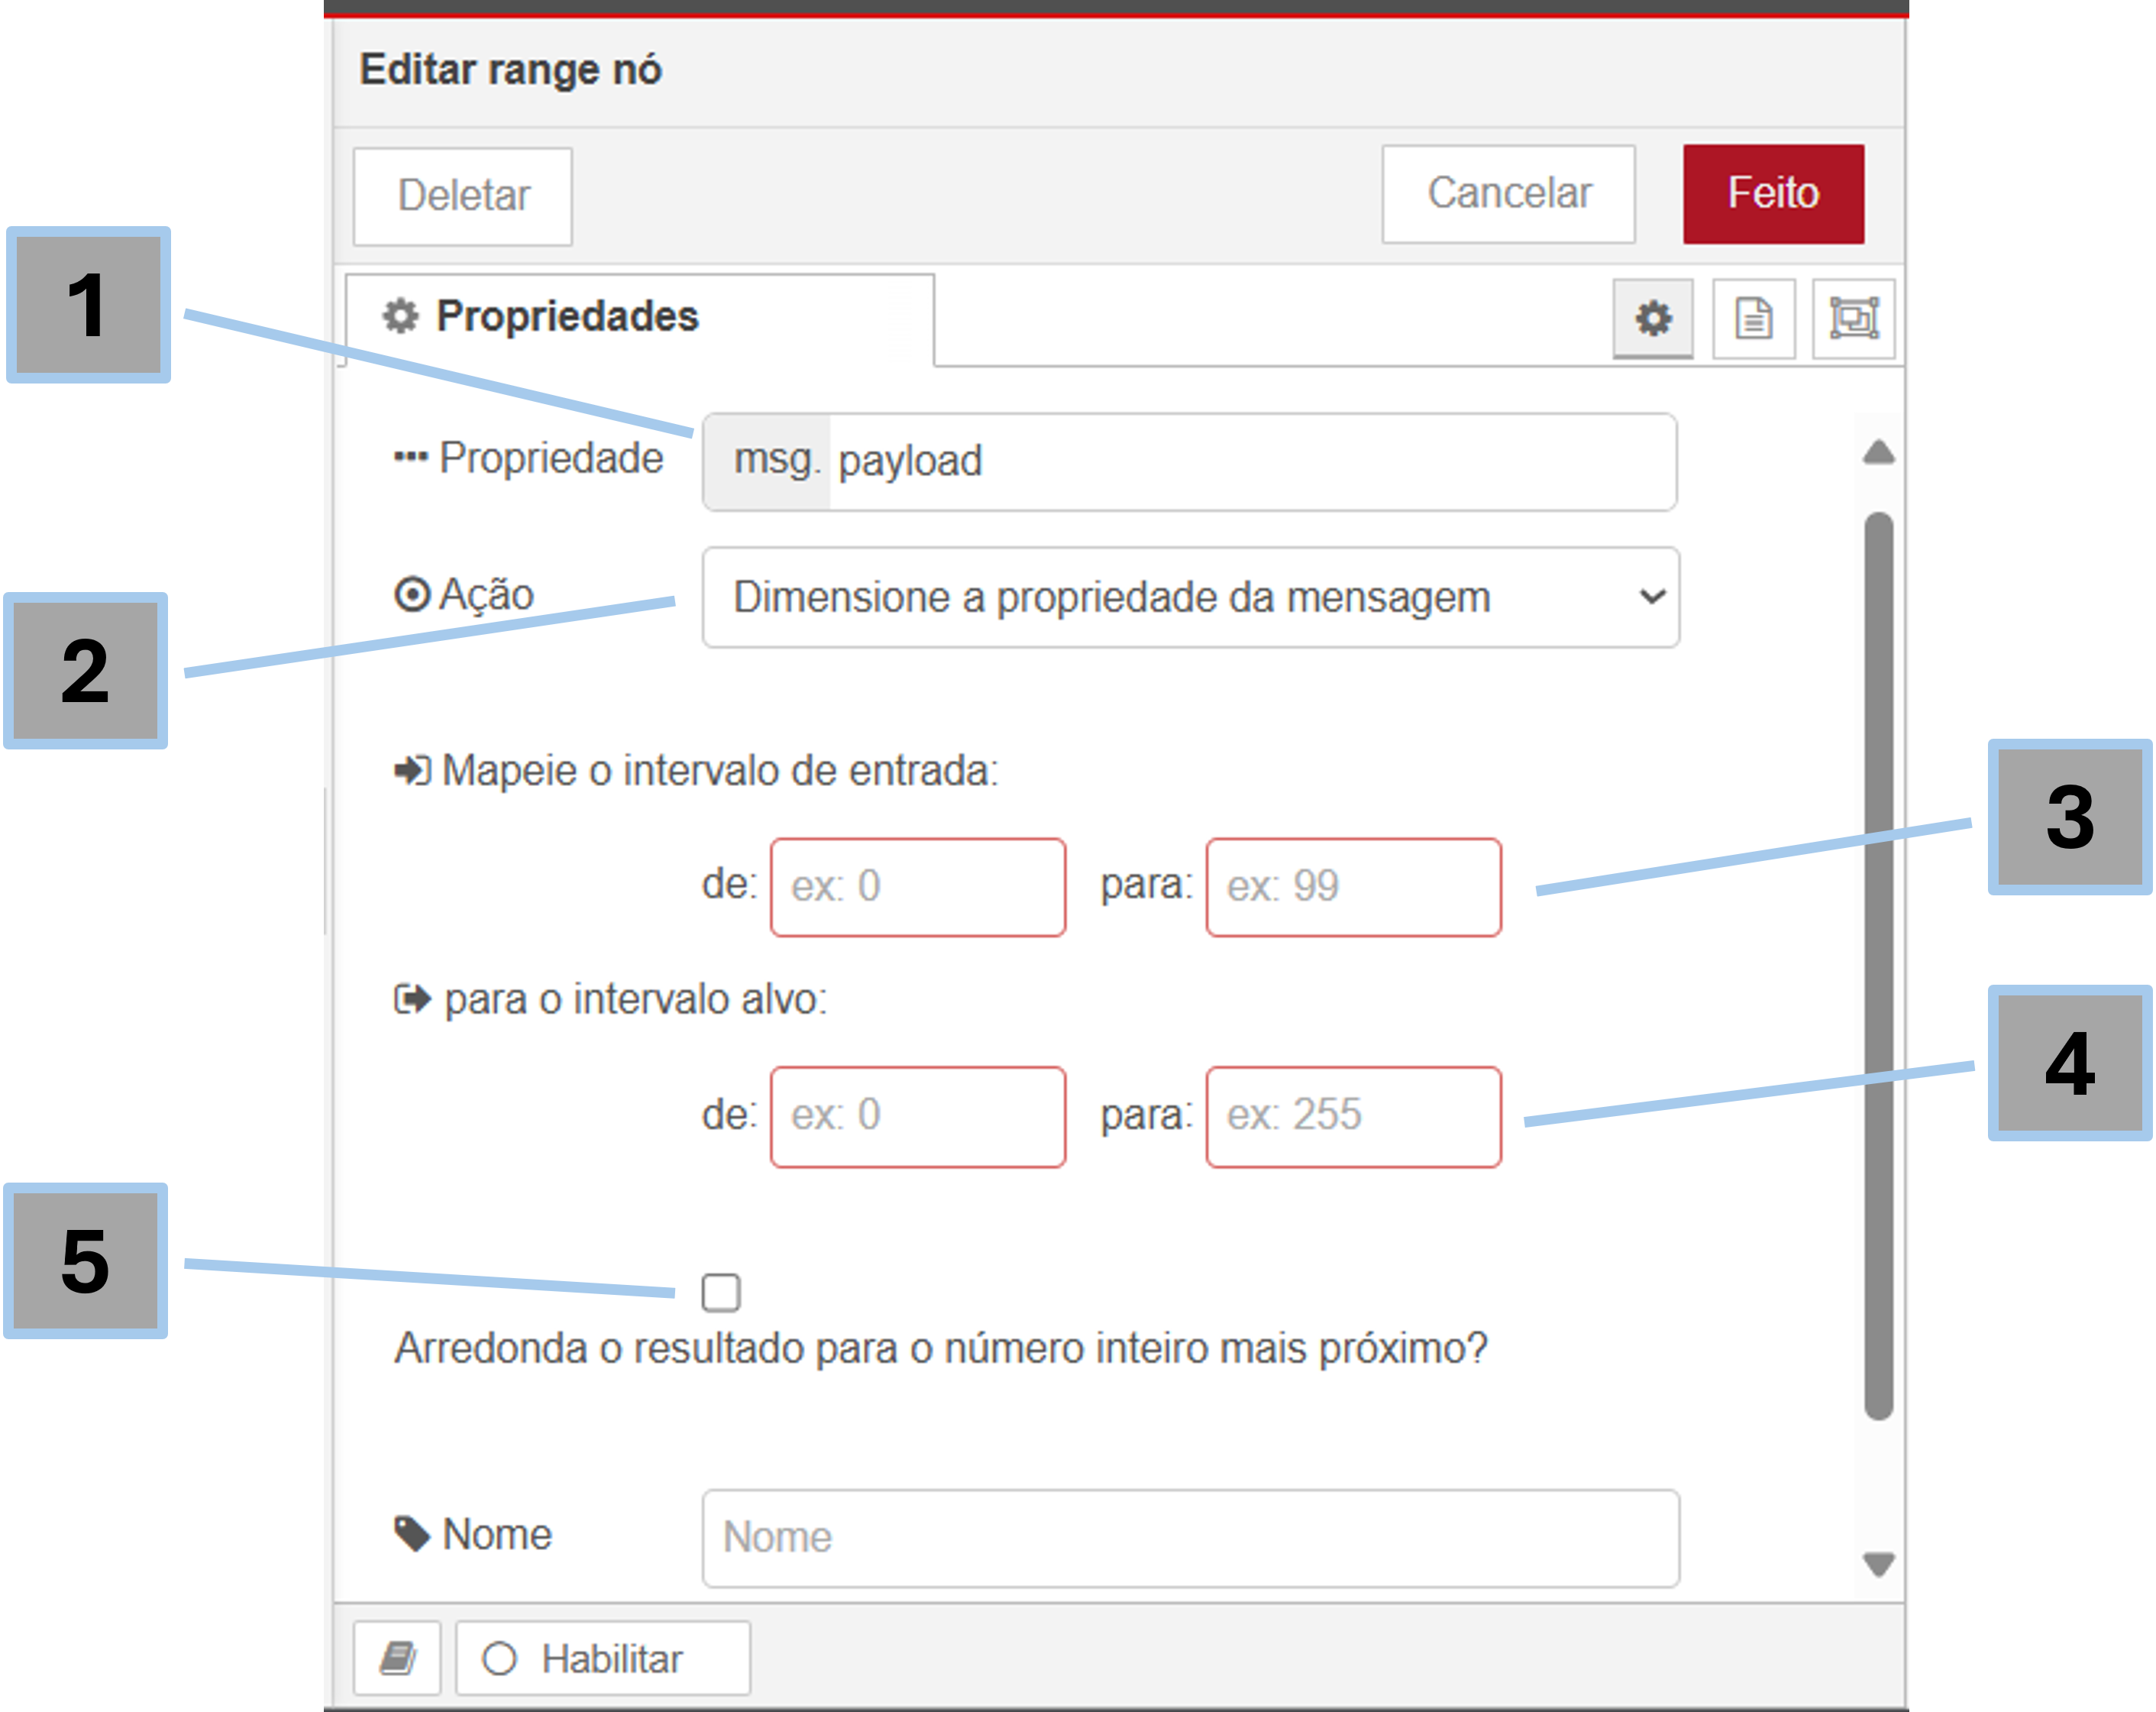 Editar range nó
Deletar Cancelar Feito
1
Propriedades
Propriedade msg. payload
2
Ação Dimensione a propriedade da mensagem
Mapeie o intervalo de entrada:
3
de: ex: 0 para: ex: 99
para o intervalo alvo:
4
de: ex: 0 para: ex: 255
5
Arredonda o resultado para o número inteiro mais próximo?
Nome Nome
Habilitar